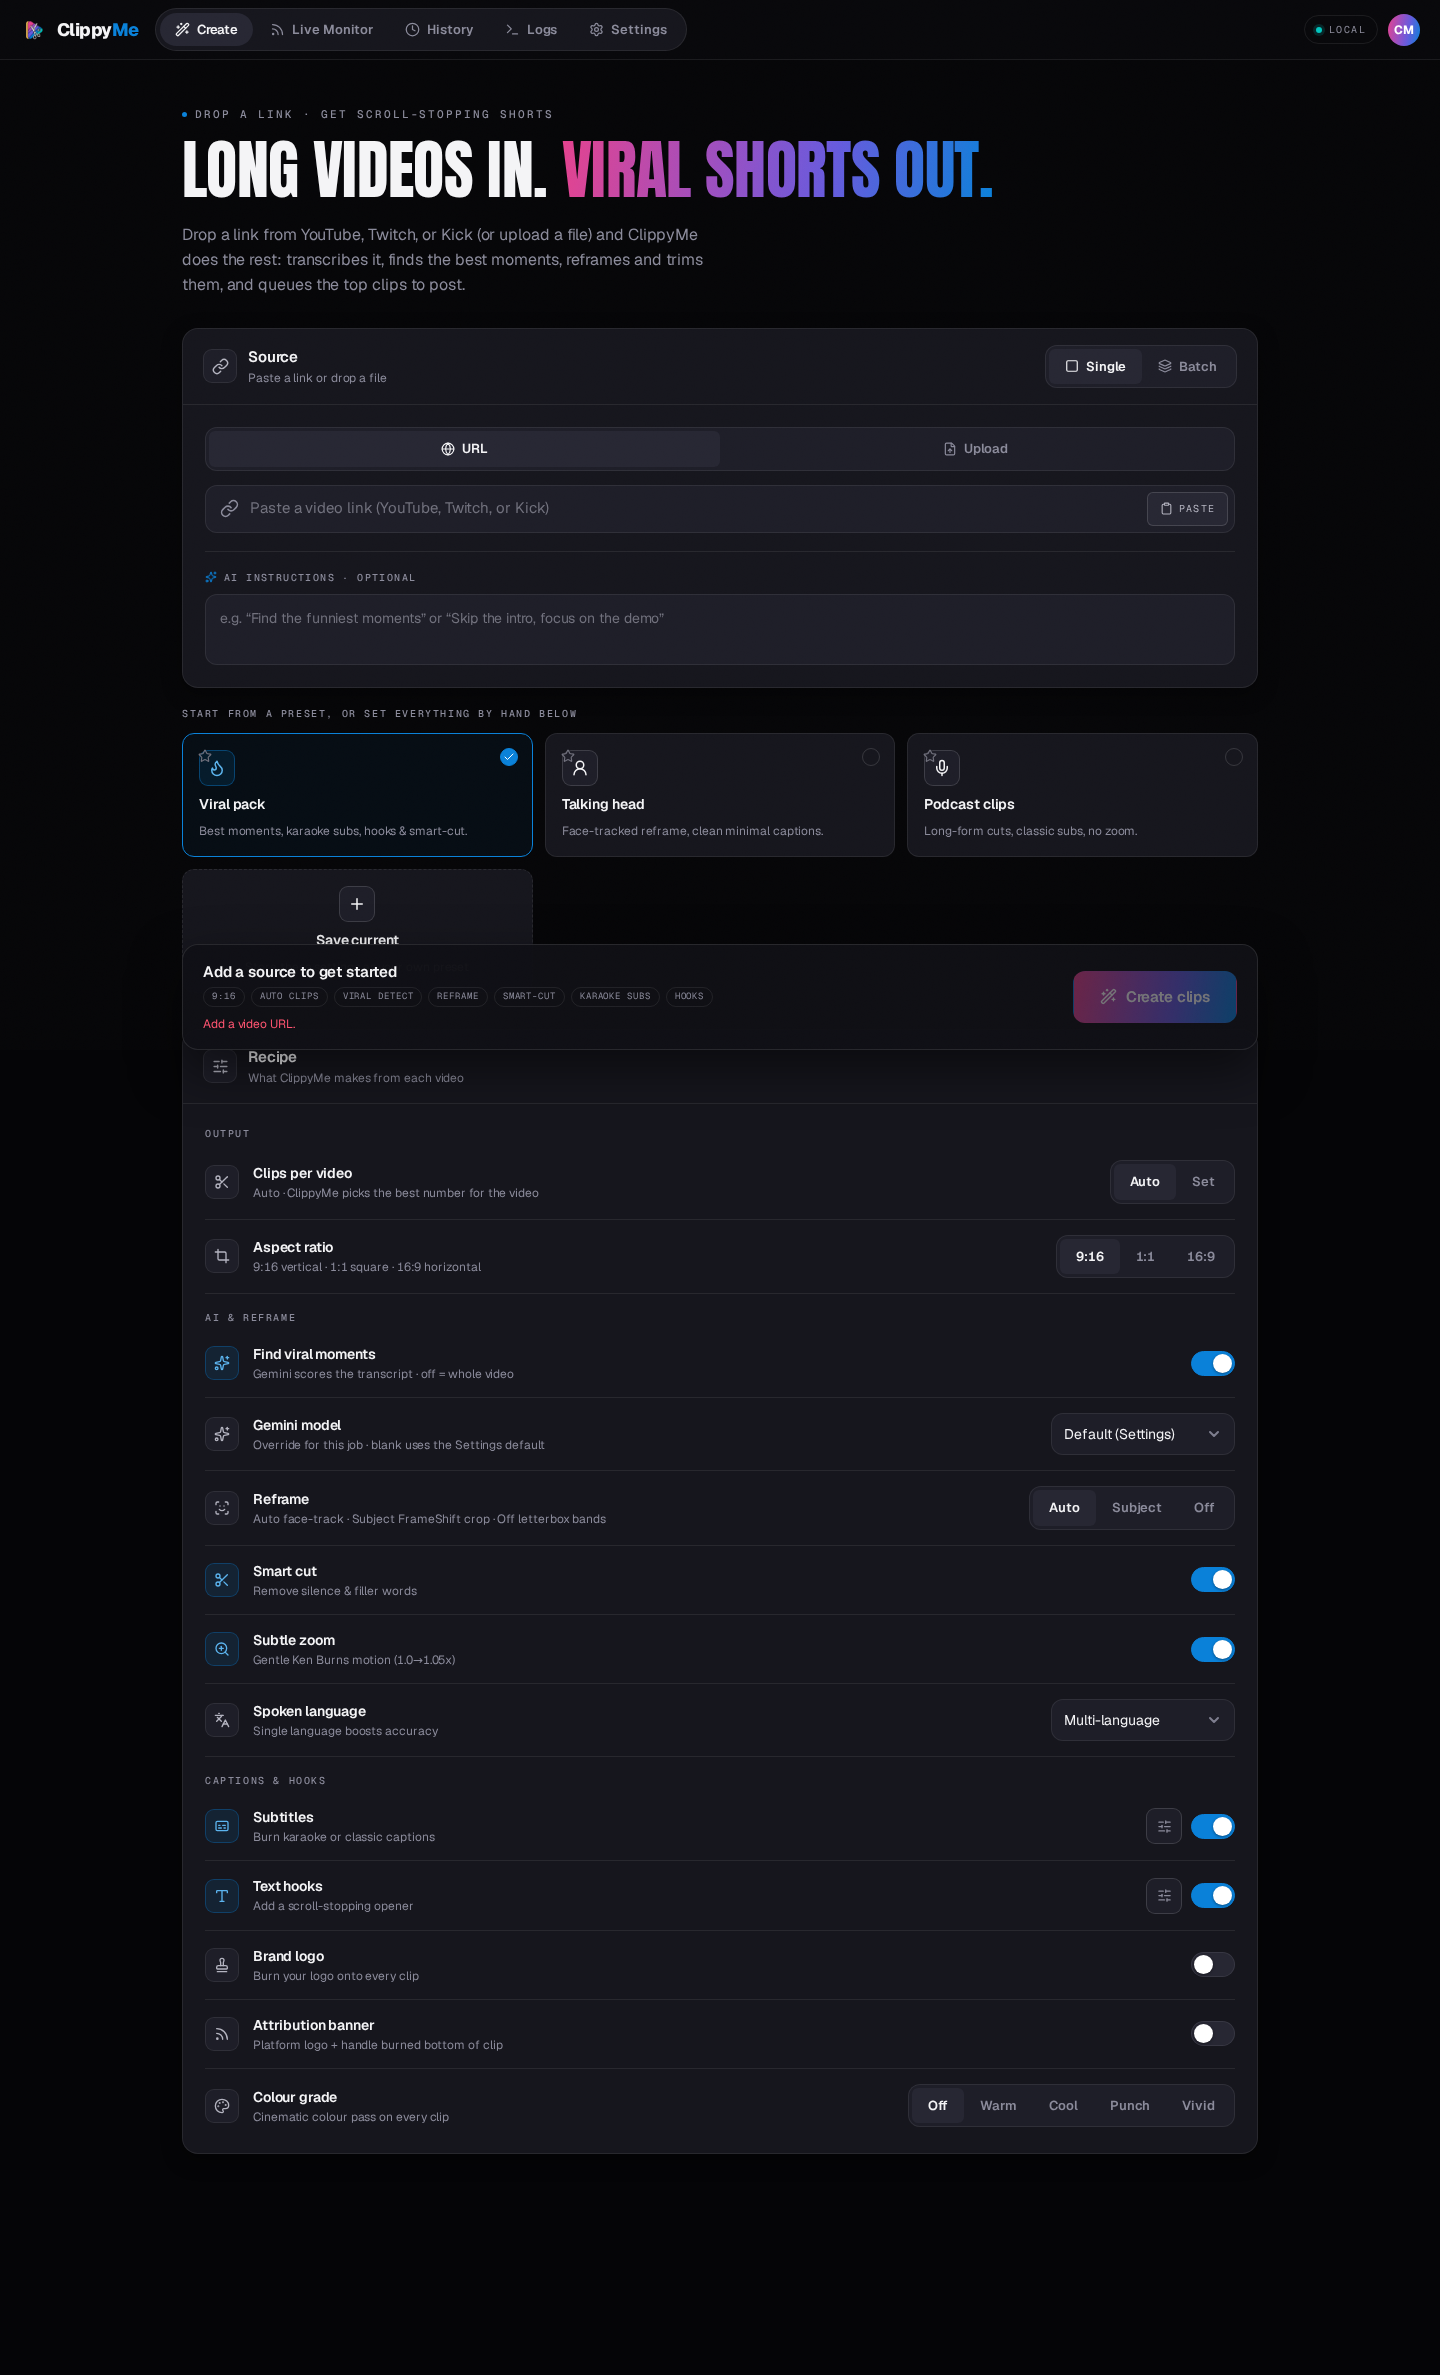 ClippyMe
Create
Live Monitor
History
Logs
Settings
LOCAL
CM
DROP A LINK · GET SCROLL-STOPPING SHORTS
LONG VIDEOS IN. VIRAL SHORTS OUT.
Drop a link from YouTube, Twitch, or Kick (or upload a file) and ClippyMe
does the rest: transcribes it, finds the best moments, reframes and trims
them, and queues the top clips to post.
Source
Paste a link or drop a file
Single
Batch
URL
Upload
Paste a video link (YouTube, Twitch, or Kick)
PASTE
AI INSTRUCTIONS · OPTIONAL
e.g. “Find the funniest moments” or “Skip the intro, focus on the demo”
START FROM A PRESET, OR SET EVERYTHING BY HAND BELOW
Viral pack
Best moments, karaoke subs, hooks & smart-cut.
Talking head
Face-tracked reframe, clean minimal captions.
Podcast clips
Long-form cuts, classic subs, no zoom.
Save current
Add a source to get started
9:16
AUTO CLIPS
VIRAL DETECT
REFRAME
SMART-CUT
KARAOKE SUBS
HOOKS
Add a video URL.
Create clips
Recipe
What ClippyMe makes from each video
OUTPUT
Clips per video
Auto · ClippyMe picks the best number for the video
Auto
Set
Aspect ratio
9:16 vertical · 1:1 square · 16:9 horizontal
9:16
1:1
16:9
AI & REFRAME
Find viral moments
Gemini scores the transcript · off = whole video
Gemini model
Override for this job · blank uses the Settings default
Default (Settings)
Reframe
Auto face-track · Subject FrameShift crop · Off letterbox bands
Auto
Subject
Off
Smart cut
Remove silence & filler words
Subtle zoom
Gentle Ken Burns motion (1.0→1.05x)
Spoken language
Single language boosts accuracy
Multi-language
CAPTIONS & HOOKS
Subtitles
Burn karaoke or classic captions
Text hooks
Add a scroll-stopping opener
Brand logo
Burn your logo onto every clip
Attribution banner
Platform logo + handle burned bottom of clip
Colour grade
Cinematic colour pass on every clip
Off
Warm
Cool
Punch
Vivid